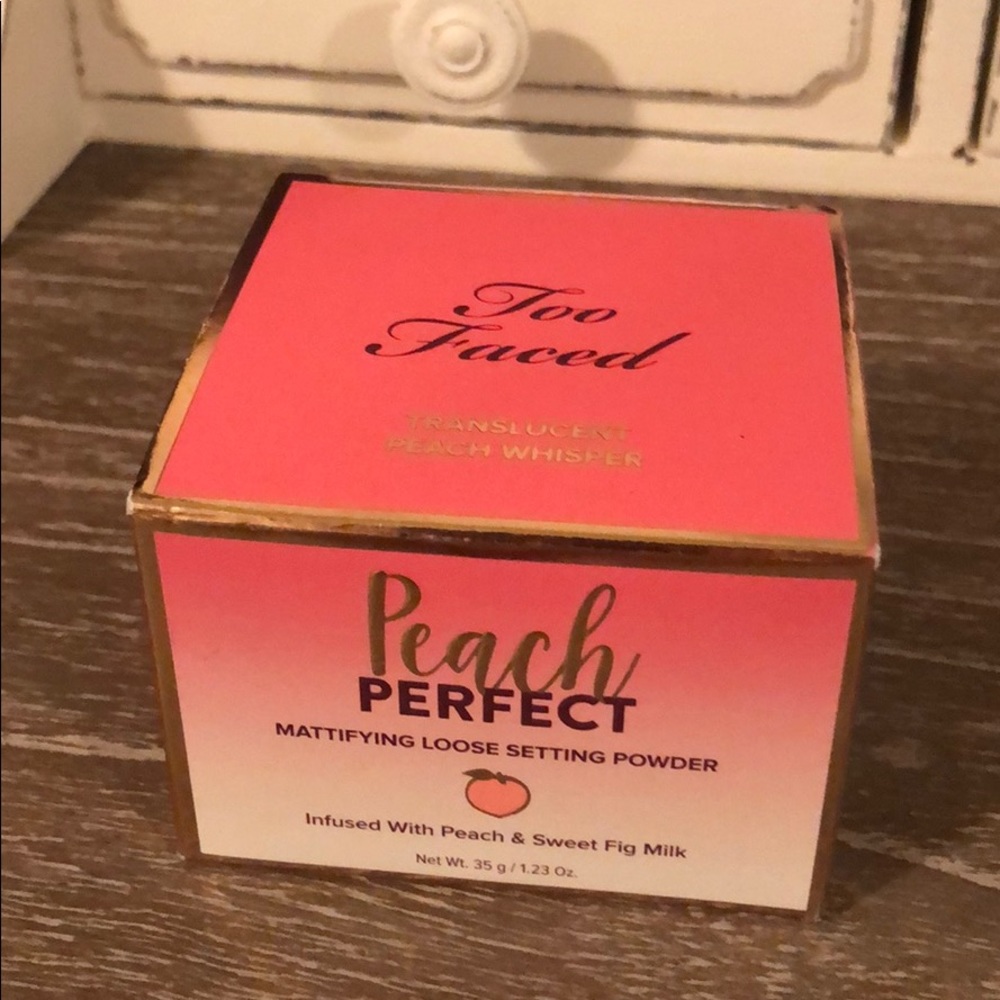 Too
Faced
TRANSLUCENT
PEACH WHISPER
Peach
PERFECT
MATTIFYING LOOSE SETTING POWDER
Infused With Peach & Sweet Fig Milk
Net Wt. 35 g / 1.23 Oz.